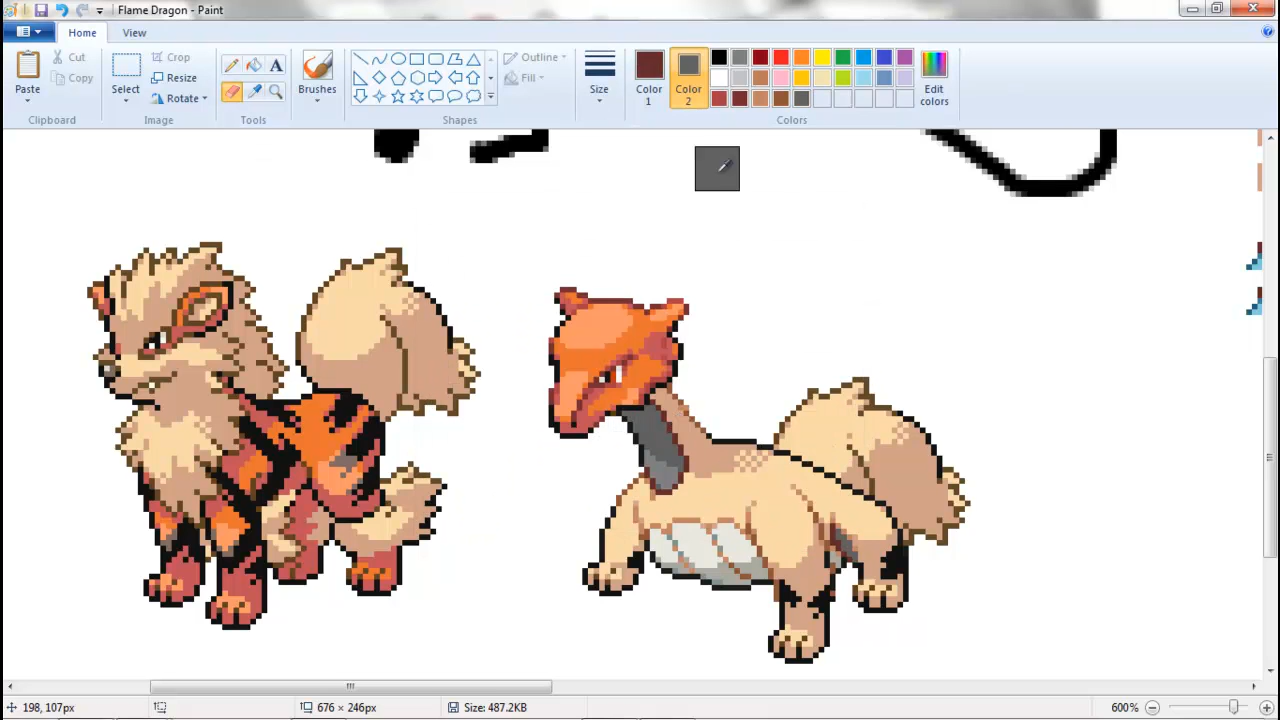 Flame Dragon - Paint
Home View
Paste
Cut
Copy
Clipboard
Select
Crop
Resize
Rotate
Image
A
Tools
Brushes
Outline
Fill
Shapes
Size
Color 1
Color 2
Edit colors
Colors
198, 107px
676 × 246px
Size: 487.2KB
600%